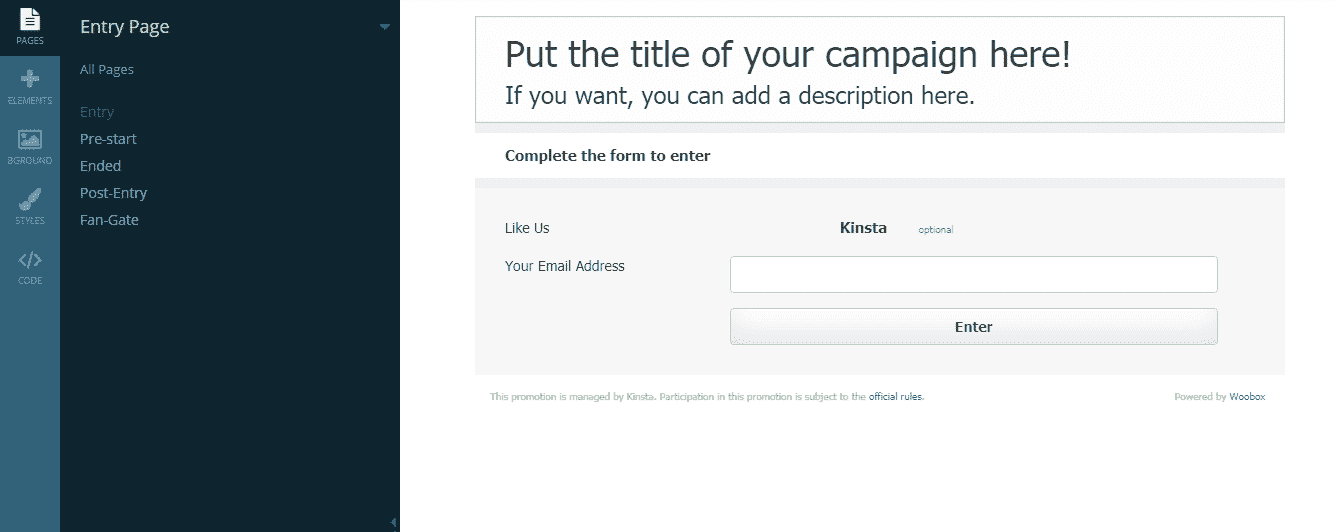 PAGES
ELEMENTS
BGROUND
STYLES
CODE
Entry Page
All Pages
Entry
Pre-start
Ended
Post-Entry
Fan-Gate
Put the title of your campaign here!
If you want, you can add a description here.
Complete the form to enter
Like Us Kinsta optional
Your Email Address
Enter
This promotion is managed by Kinsta. Participation in this promotion is subject to the official rules. Powered by Woobox